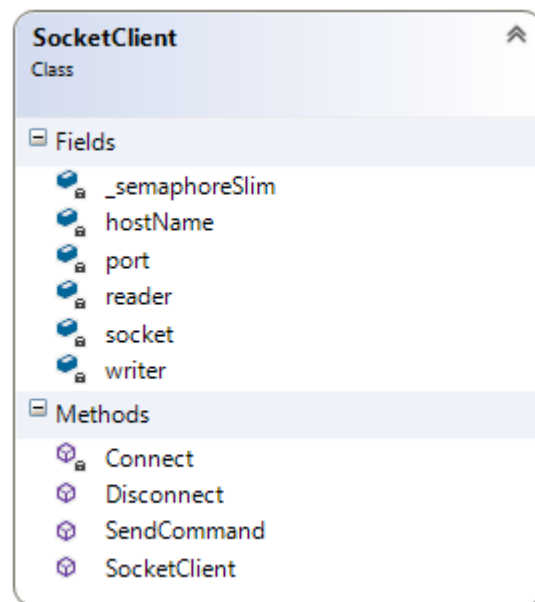 SocketClient
Class
Fields
_semaphoreSlim
hostName
port
reader
socket
writer
Methods
Connect
Disconnect
SendCommand
SocketClient